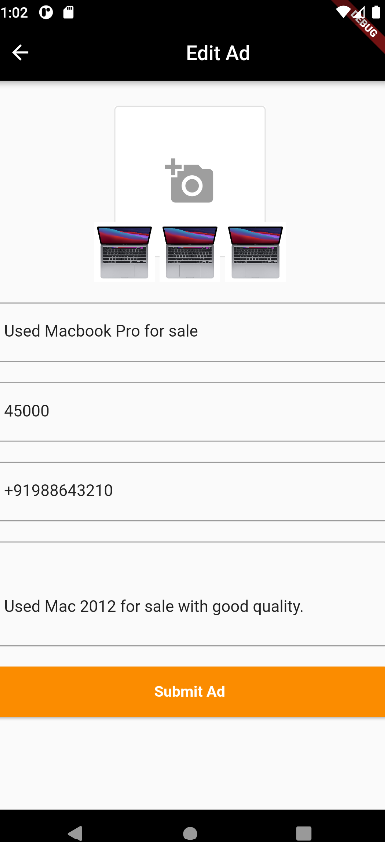 1:02
DEBUG
Edit Ad
Used Macbook Pro for sale
45000
+91988643210
Used Mac 2012 for sale with good quality.
Submit Ad